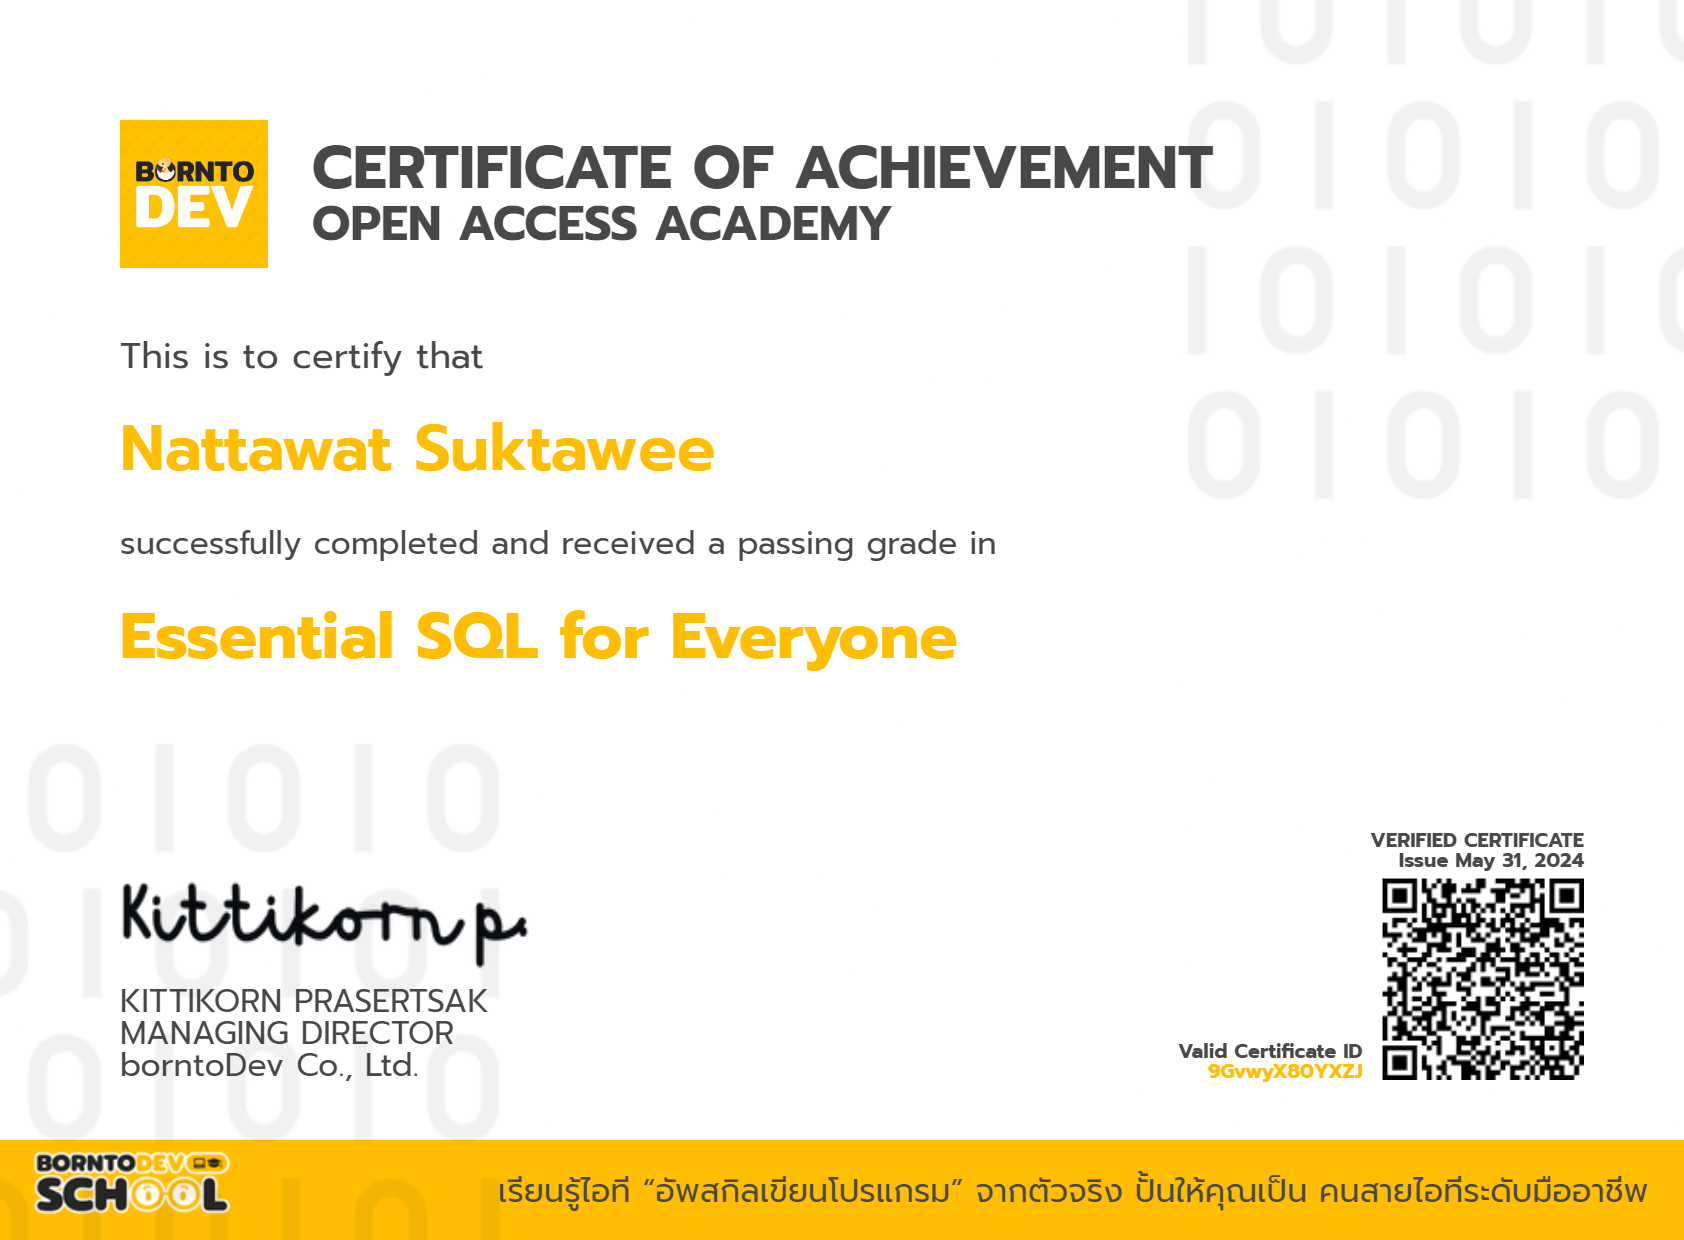 BORNTO
DEV
CERTIFICATE OF ACHIEVEMENT
OPEN ACCESS ACADEMY
This is to certify that
Nattawat Suktawee
successfully completed and received a passing grade in
Essential SQL for Everyone
VERIFIED CERTIFICATE
Issue May 31, 2024
Kittikorn p.
KITTIKORN PRASERTSAK
MANAGING DIRECTOR
borntoDev Co., Ltd.
Valid Certificate ID
9GvwyX80YXZJ
BORNTODEV
SCHOOL
เรียนรู้ไอที “อัพสกิลเขียนโปรแกรม” จากตัวจริง ปั้นให้คุณเป็น คนสายไอทีระดับมืออาชีพ